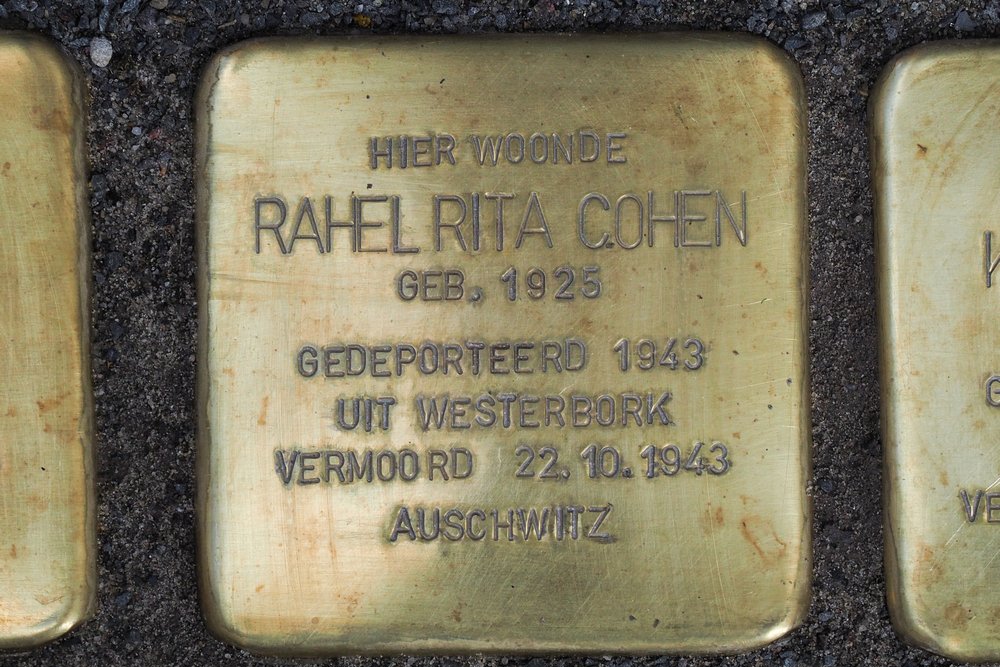 HIER WOONDE
RAHEL RITA COHEN
GEB. 1925
GEDEPORTEERD 1943
UIT WESTERBORK
VERMOORD 22.10.1943
AUSCHWITZ